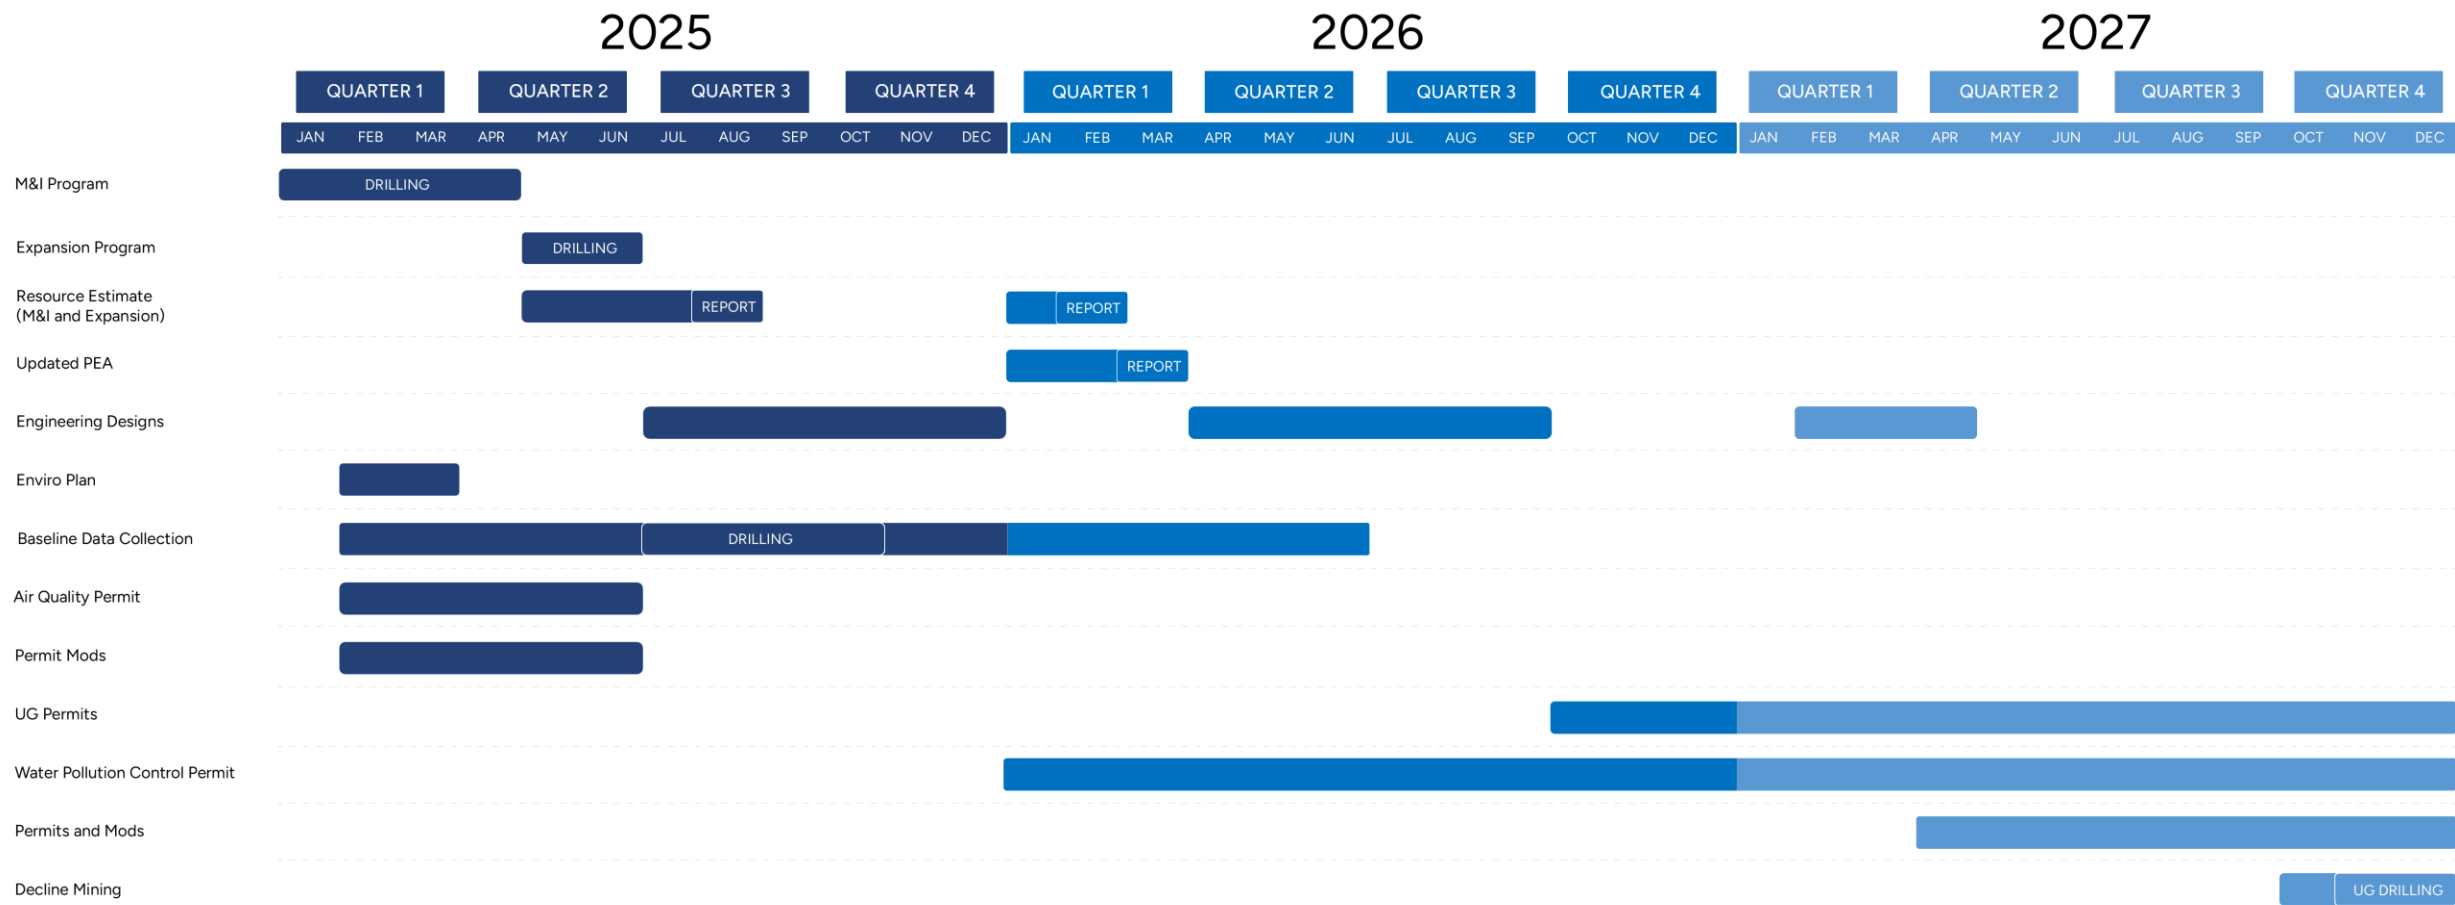 2025 2026 2027
QUARTER 1 QUARTER 2 QUARTER 3 QUARTER 4 QUARTER 1 QUARTER 2 QUARTER 3 QUARTER 4 QUARTER 1 QUARTER 2 QUARTER 3 QUARTER 4
JAN FEB MAR APR MAY JUN JUL AUG SEP OCT NOV DEC JAN FEB MAR APR MAY JUN JUL AUG SEP OCT NOV DEC JAN FEB MAR APR MAY JUN JUL AUG SEP OCT NOV DEC
M&I Program DRILLING
Expansion Program DRILLING
Resource Estimate
(M&I and Expansion) REPORT REPORT
Updated PEA REPORT
Engineering Designs
Enviro Plan
Baseline Data Collection DRILLING
Air Quality Permit
Permit Mods
UG Permits
Water Pollution Control Permit
Permits and Mods
Decline Mining UG DRILLING